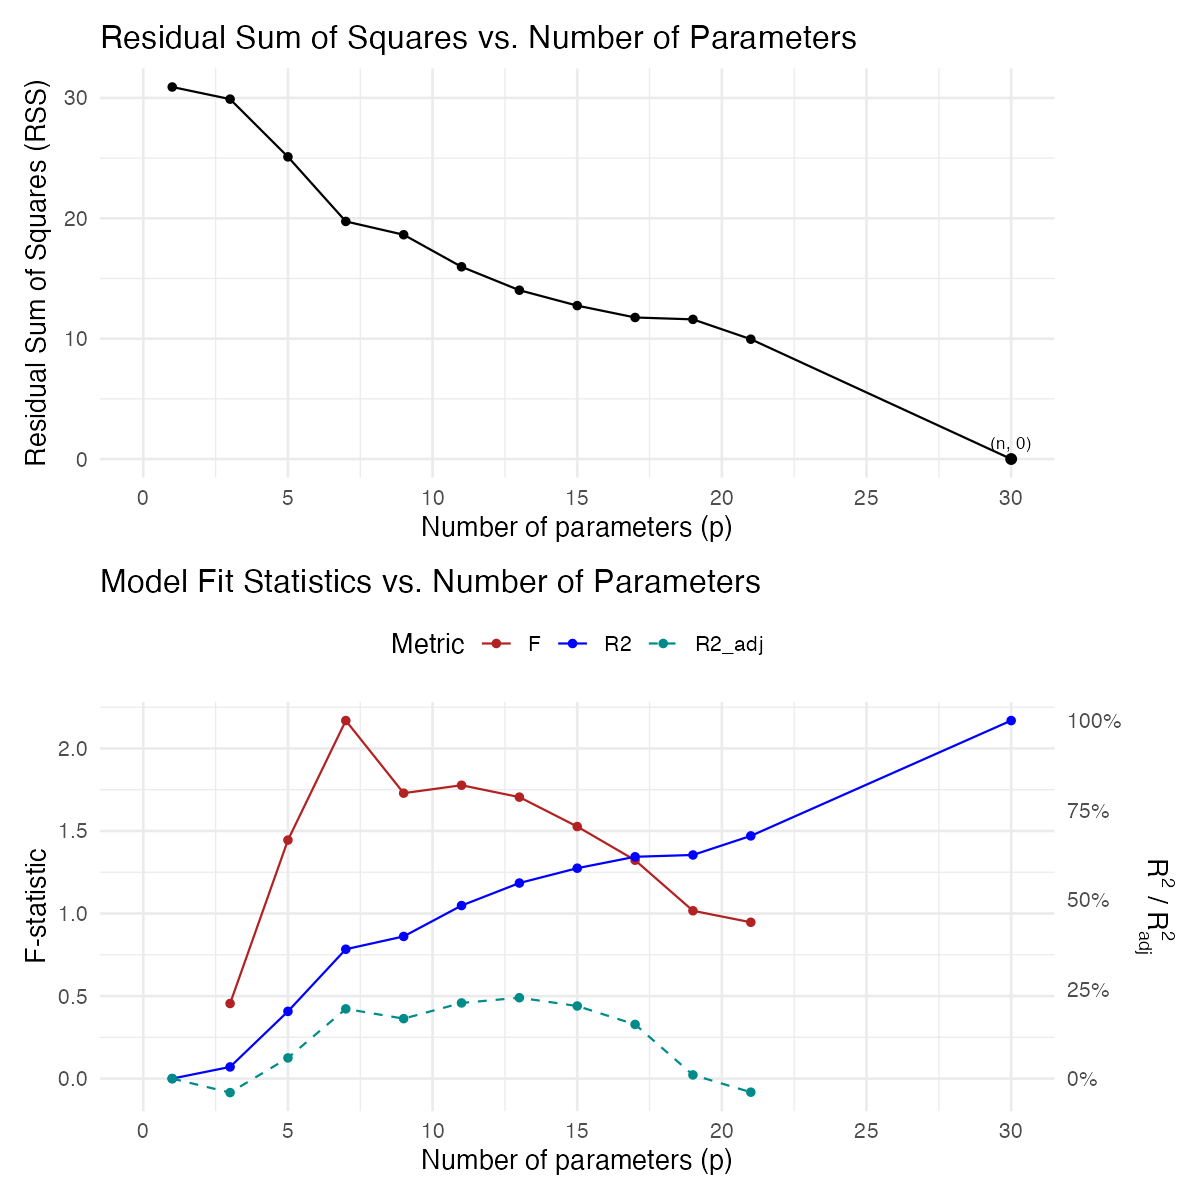 Residual Sum of Squares vs. Number of Parameters
Residual Sum of Squares (RSS)
30
20
10
0
(n, 0)
0 5 10 15 20 25 30
Number of parameters (p)
Model Fit Statistics vs. Number of Parameters
Metric F R2 R2_adj
F-statistic
2.0
1.5
1.0
0.5
0.0
100%
75%
50%
25%
0%
R² / R²adj
0 5 10 15 20 25 30
Number of parameters (p)